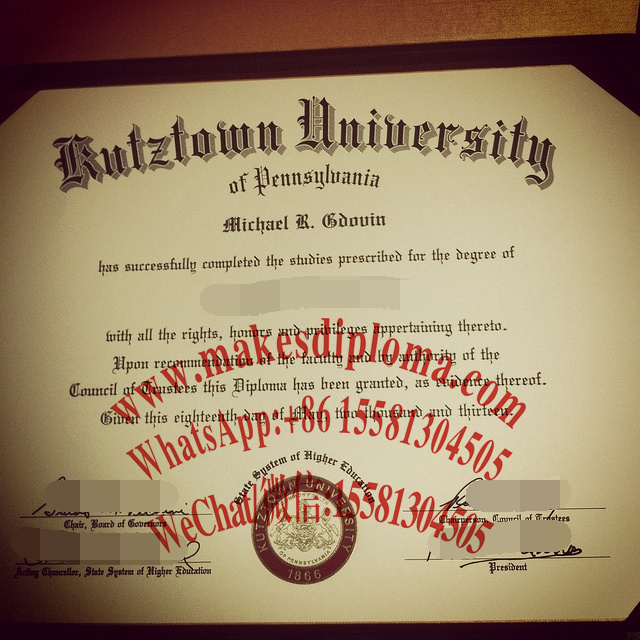 Kutztown University
of Pennsylvania
Michael R. Gdovin
has successfully completed the studies prescribed for the degree of
with all the rights, honors and privileges appertaining thereto.
Upon recommendation of the faculty and by authority of the
Council of Trustees this Diploma has been granted, as evidence thereof.
Given this eighteenth day of May, two thousand and thirteen.
www.makesdiploma.com
WhatsApp:+86 15581304505
WeChat/微信:15581304505
State System of Higher Education
KUTZTOWN UNIVERSITY
OF PENNSYLVANIA
1866
Chair, Board of Governors
Chairperson, Council of Trustees
Acting Chancellor, State System of Higher Education
President